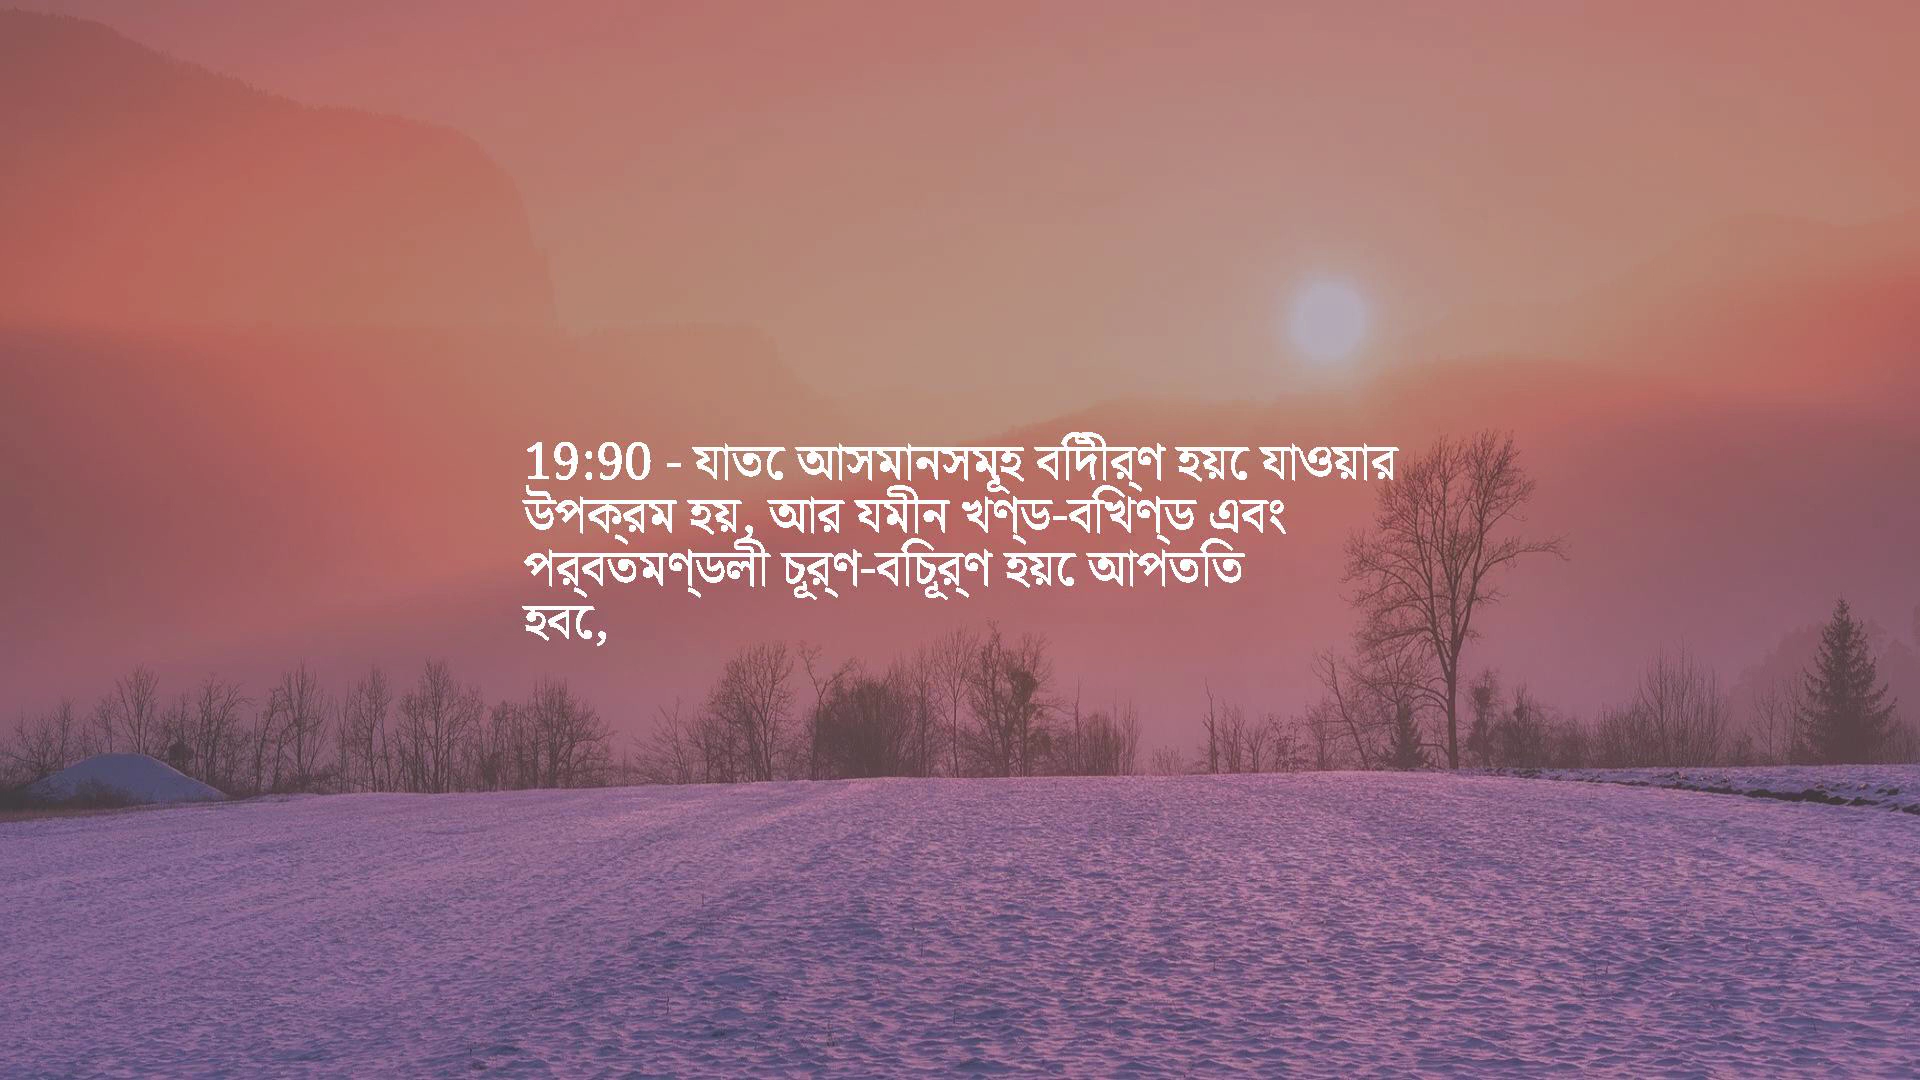 19:90 - যাতে আসমানসমূহ বিদীর্ণ হয়ে যাওয়ার
উপক্রম হয়, আর যমীন খণ্ড-বিখণ্ড এবং
পর্বতমণ্ডলী চূর্ণ-বিচূর্ণ হয়ে আপতিত
হবে,